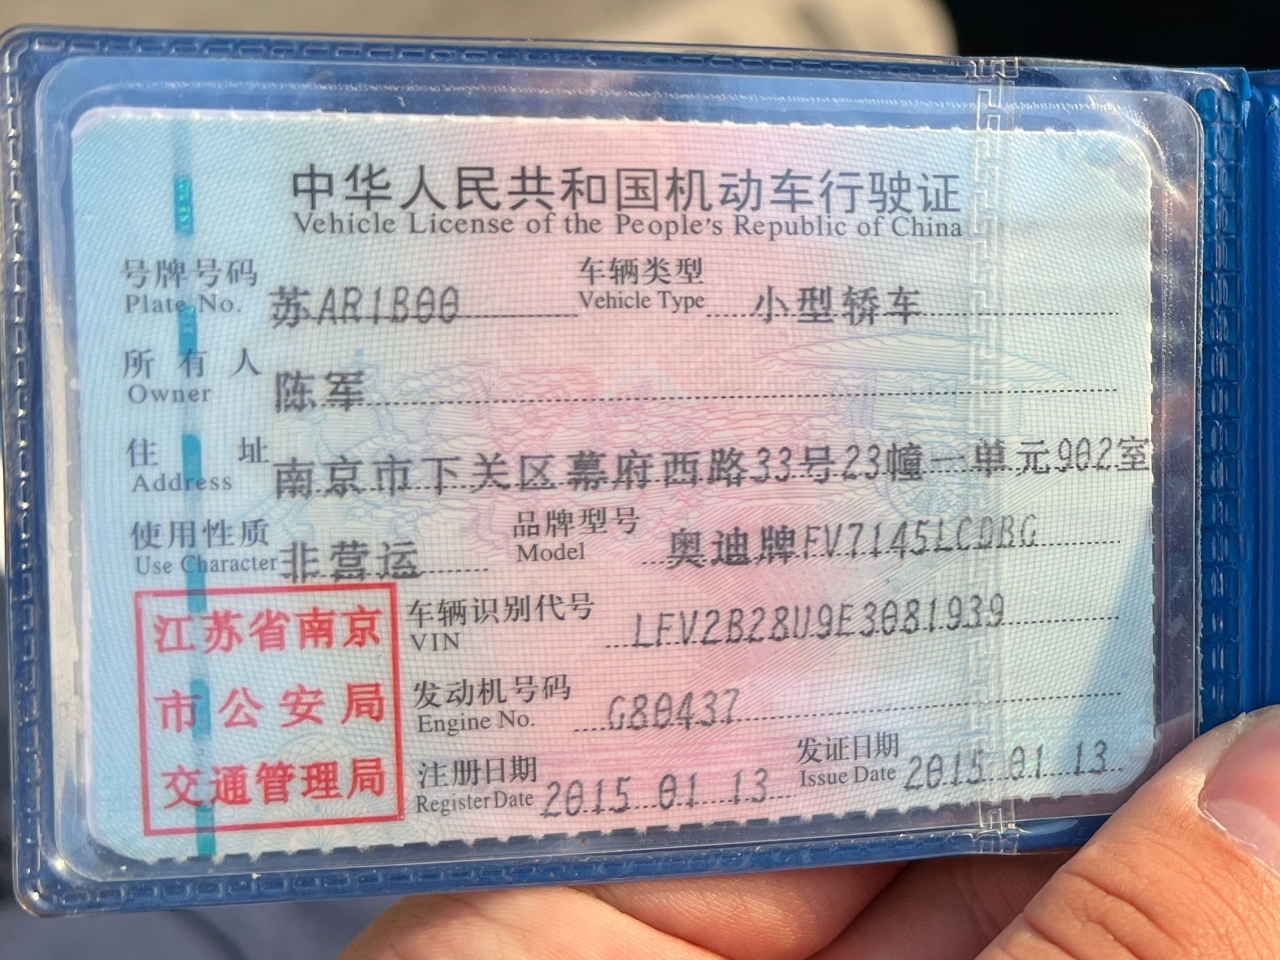 中华人民共和国机动车行驶证
Vehicle License of the People's Republic of China
号牌号码 苏AR1B00 车辆类型 小型轿车
Plate No. Vehicle Type
所有人 陈军
Owner
住址 南京市下关区幕府西路33号23幢一单元902室
Address
使用性质 非营运 品牌型号 奥迪牌FV7145LCDBG
Use Character Model
江苏省南京
市公安局
交通管理局
车辆识别代号 LFV2B28U9E3081939
VIN
发动机号码 G80437
Engine No.
注册日期 2015 01 13 发证日期 2015 01 13
Register Date Issue Date